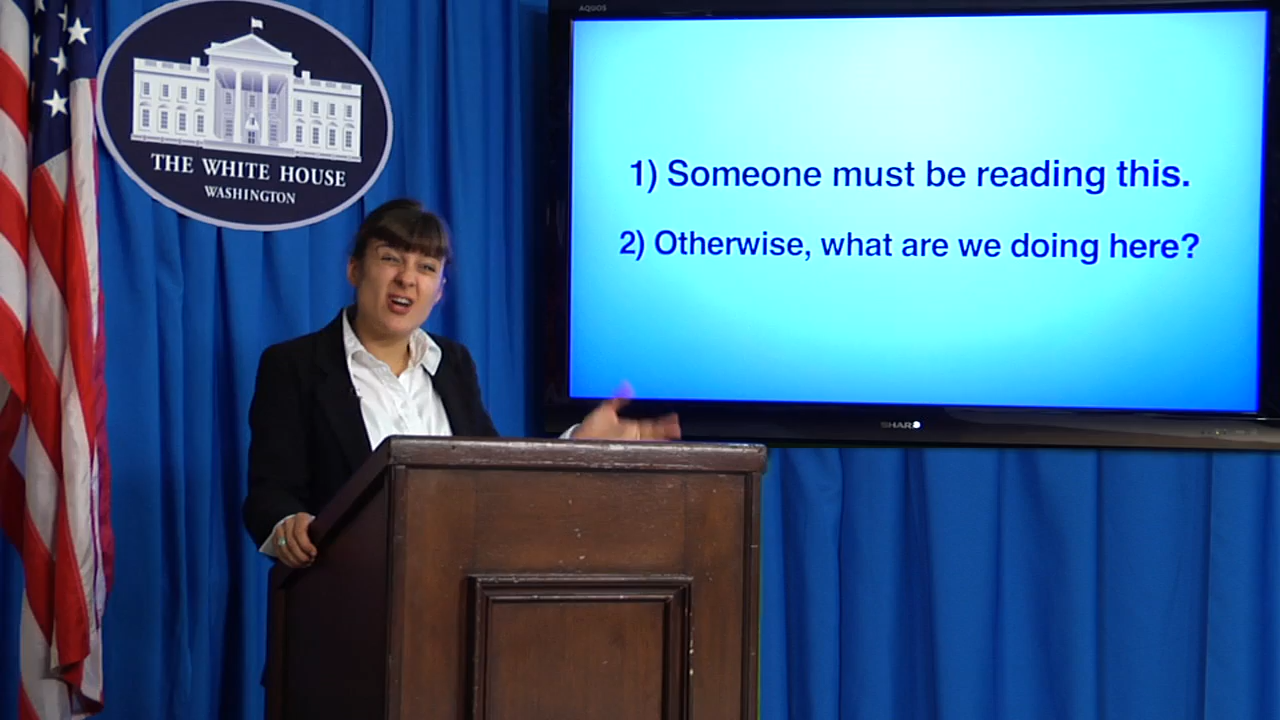 AQUOS
THE WHITE HOUSE
WASHINGTON
1) Someone must be reading this.
2) Otherwise, what are we doing here?
SHARP